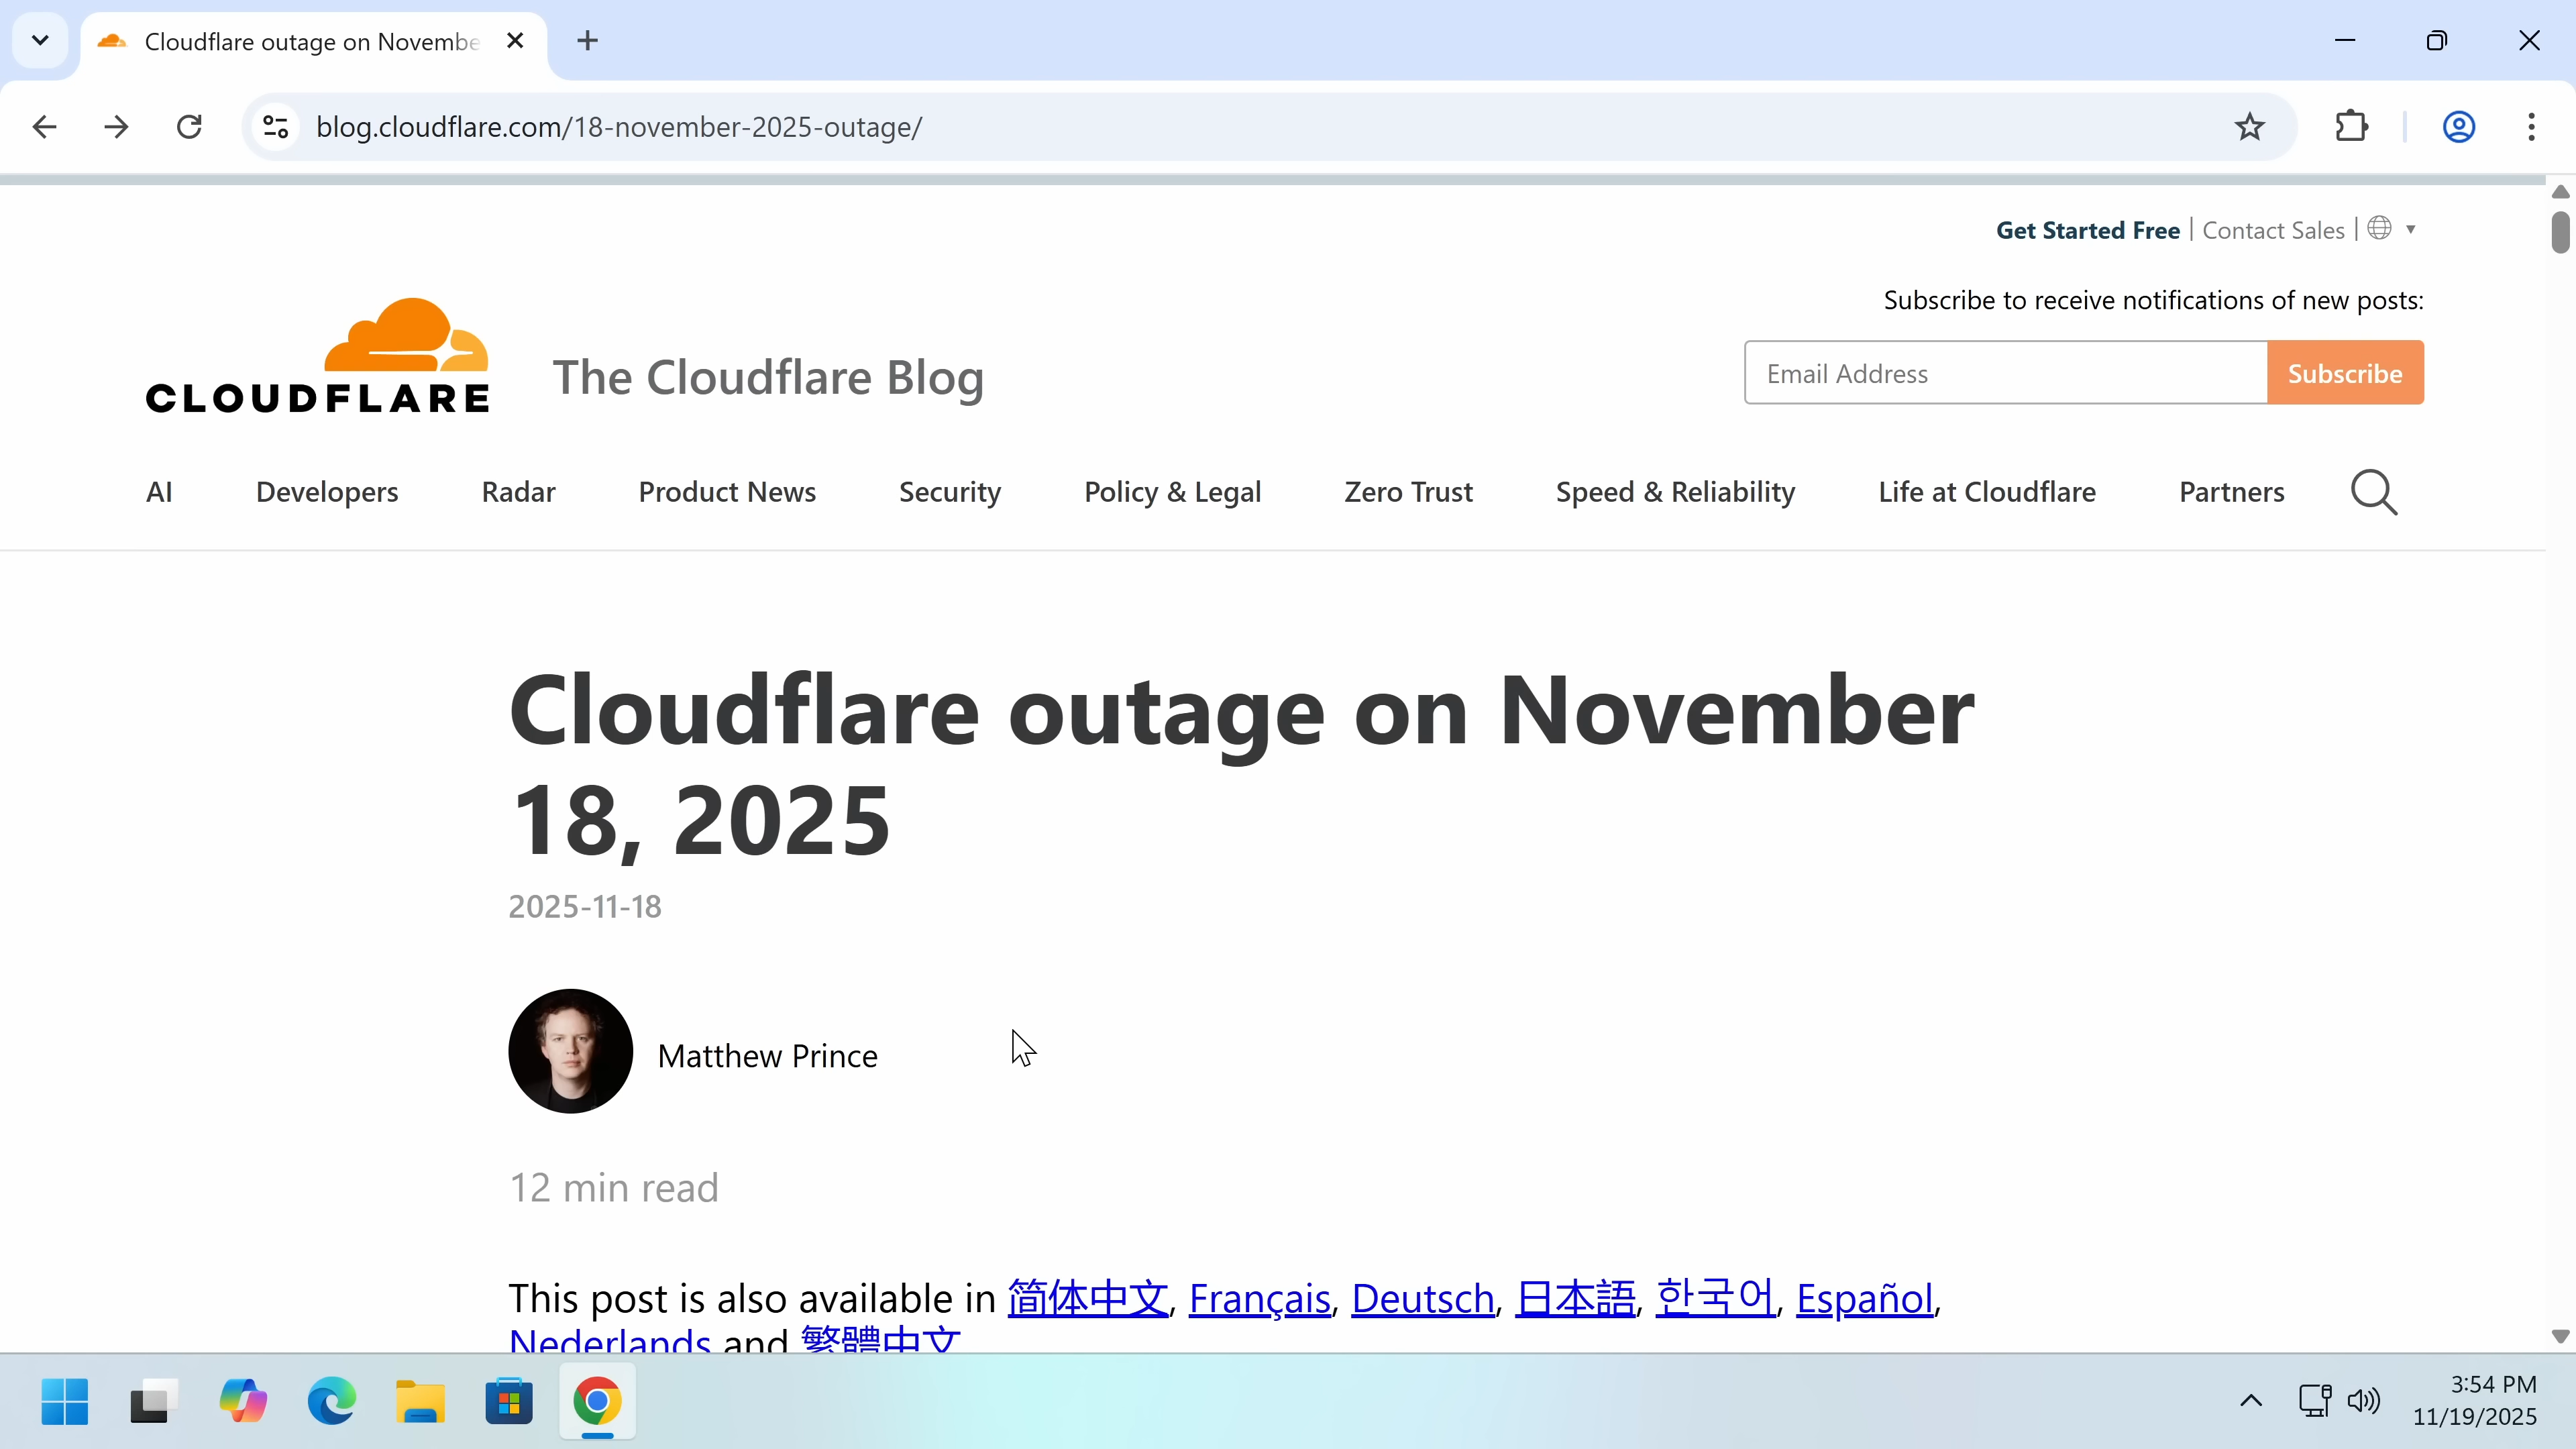 Cloudflare outage on Novembe
blog.cloudflare.com/18-november-2025-outage/
Get Started Free | Contact Sales |
Subscribe to receive notifications of new posts:
CLOUDFLARE
The Cloudflare Blog
Email Address
Subscribe
AI Developers Radar Product News Security Policy & Legal Zero Trust Speed & Reliability Life at Cloudflare Partners
Cloudflare outage on November
18, 2025
2025-11-18
Matthew Prince
12 min read
This post is also available in 简体中文, Français, Deutsch, 日本語, 한국어, Español,
Nederlands and 繁體中文
3:54 PM
11/19/2025